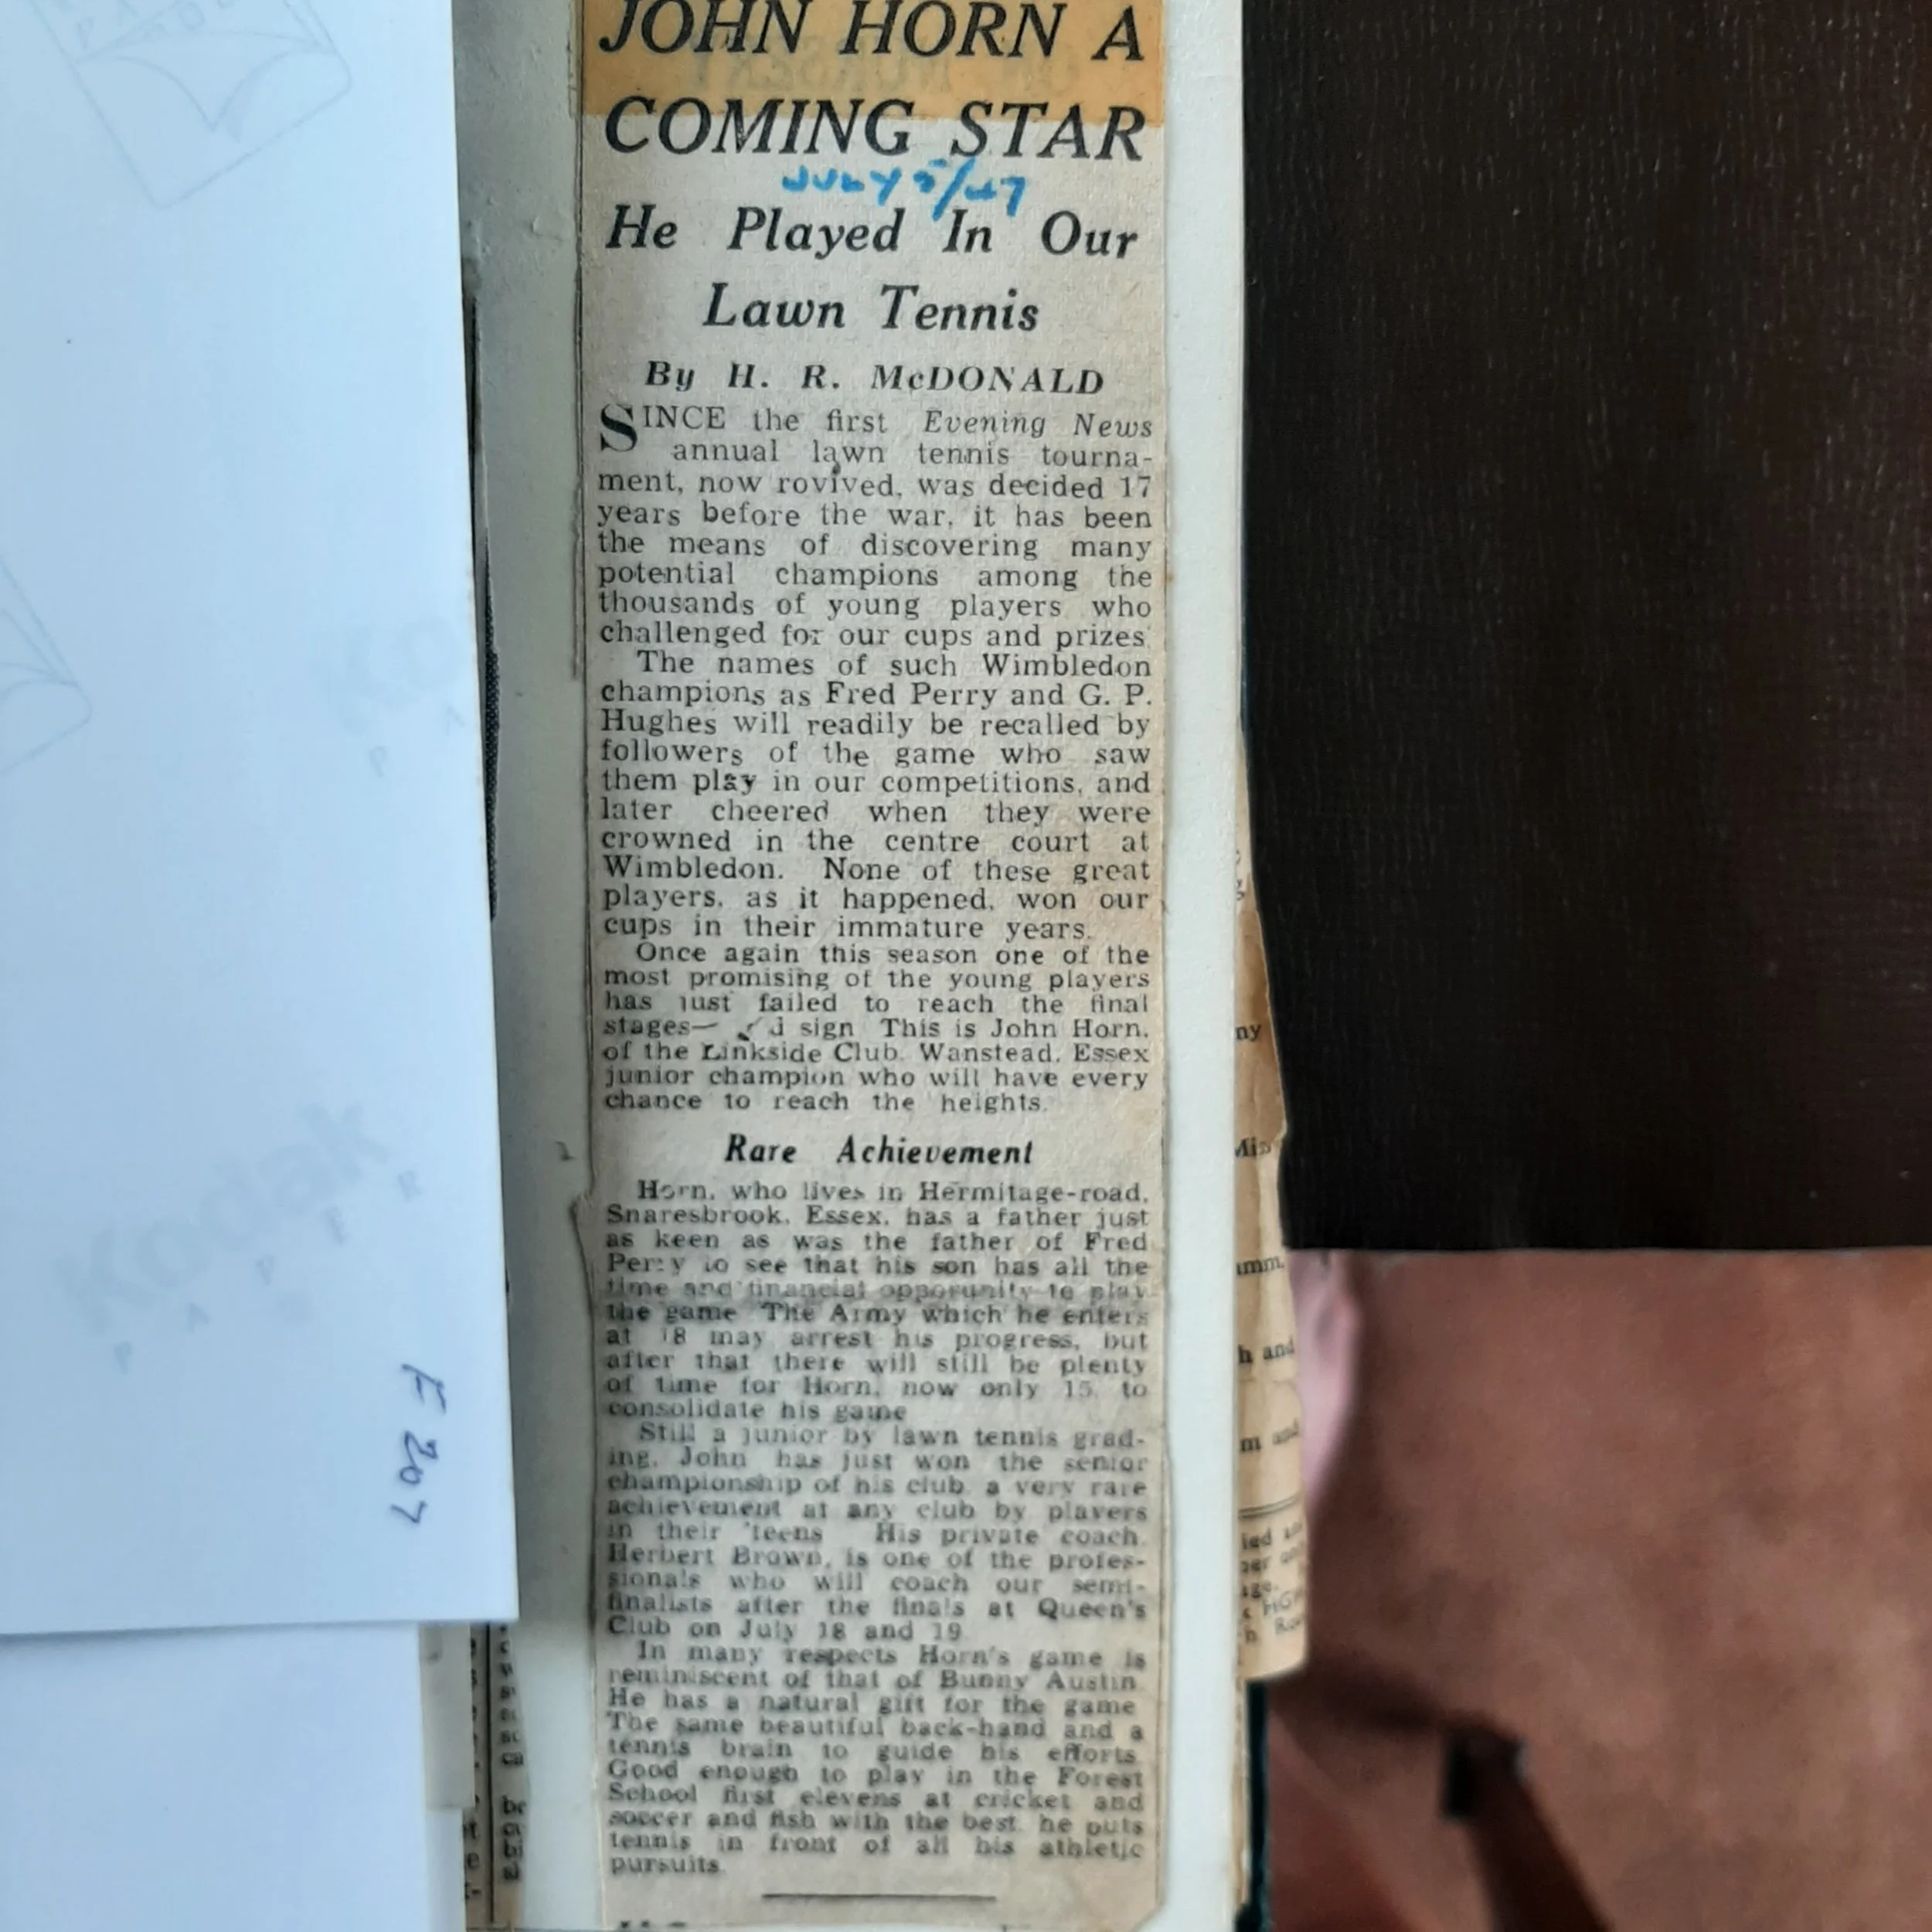 JOHN HORN A
COMING STAR
JULY 5/47
He Played In Our
Lawn Tennis
By H. R. McDONALD
SINCE the first Evening News
annual lawn tennis tourna-
ment, now rovived, was decided 17
years before the war, it has been
the means of discovering many
potential champions among the
thousands of young players who
challenged for our cups and prizes.
The names of such Wimbledon
champions as Fred Perry and G. P.
Hughes will readily be recalled by
followers of the game who saw
them play in our competitions, and
later cheered when they were
crowned in the centre court at
Wimbledon. None of these great
players, as it happened, won our
cups in their immature years.
Once again this season one of the
most promising of the young players
has just failed to reach the final
stages— sign This is John Horn,
of the Linkside Club, Wanstead, Essex
junior champion who will have every
chance to reach the heights.
Rare Achievement
Horn, who lives in Hermitage-road,
Snaresbrook, Essex, has a father just
as keen as was the father of Fred
Perry to see that his son has all the
time and financial opporunity to play
the game The Army which he enters
at 18 may arrest his progress, but
after that there will still be plenty
of time for Horn, now only 15, to
consolidate his game
Still a junior by lawn tennis grad-
ing, John has just won the senior
championship of his club, a very rare
achievement at any club by players
in their 'teens His private coach,
Herbert Brown, is one of the profes-
sionals who will coach our semi-
finalists after the finals at Queen's
Club on July 18 and 19
In many respects Horn's game is
reminiscent of that of Bunny Austin.
He has a natural gift for the game
The same beautiful back-hand and a
tennis brain to guide his efforts
Good enough to play in the Forest
School first elevens at cricket and
soccer and fish with the best, he puts
tennis in front of all his athletic
pursuits.
Kodak
F 207
ny
h and
m and